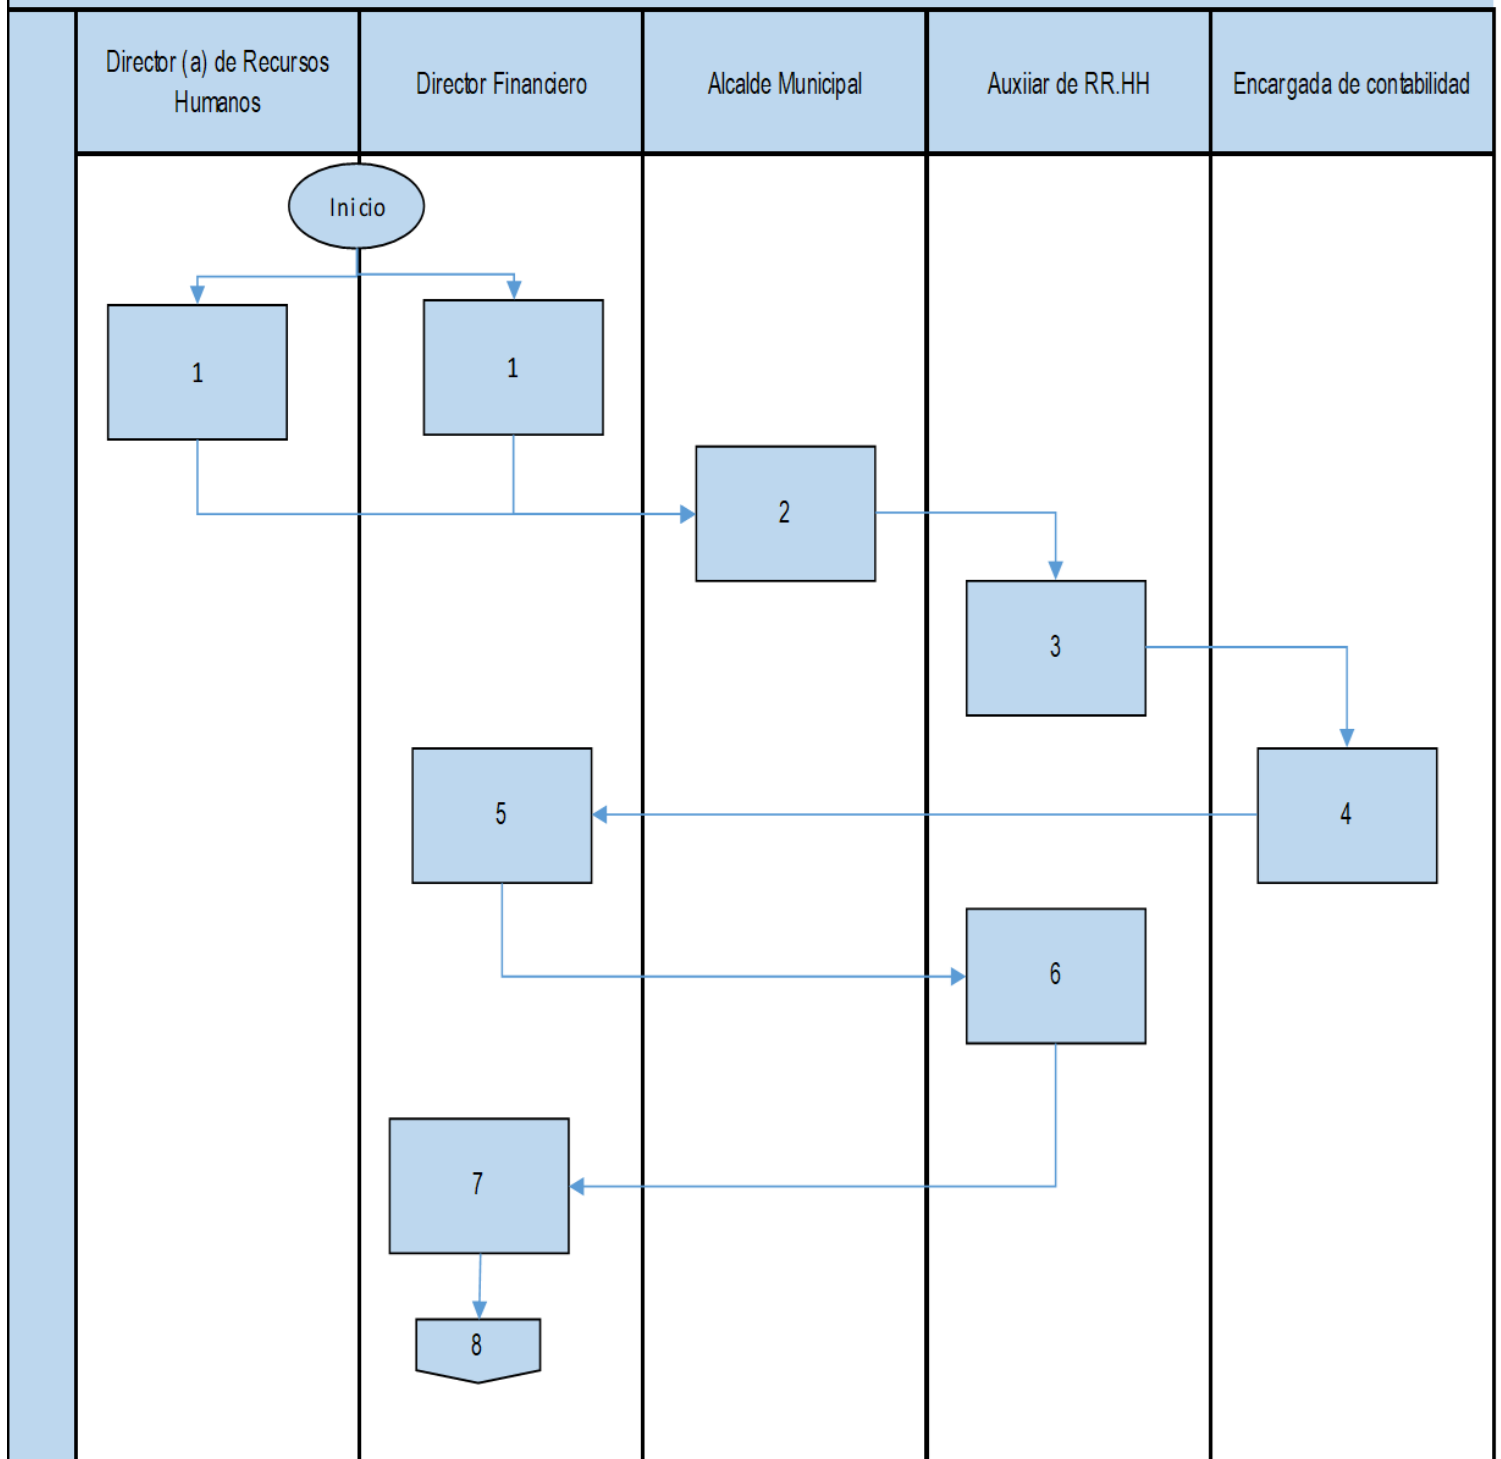 Director (a) de Recursos
Humanos
Director Financiero
Alcalde Municipal
Auxiiar de RR.HH
Encargada de contabilidad
Inicio
1
1
2
3
4
5
6
7
8